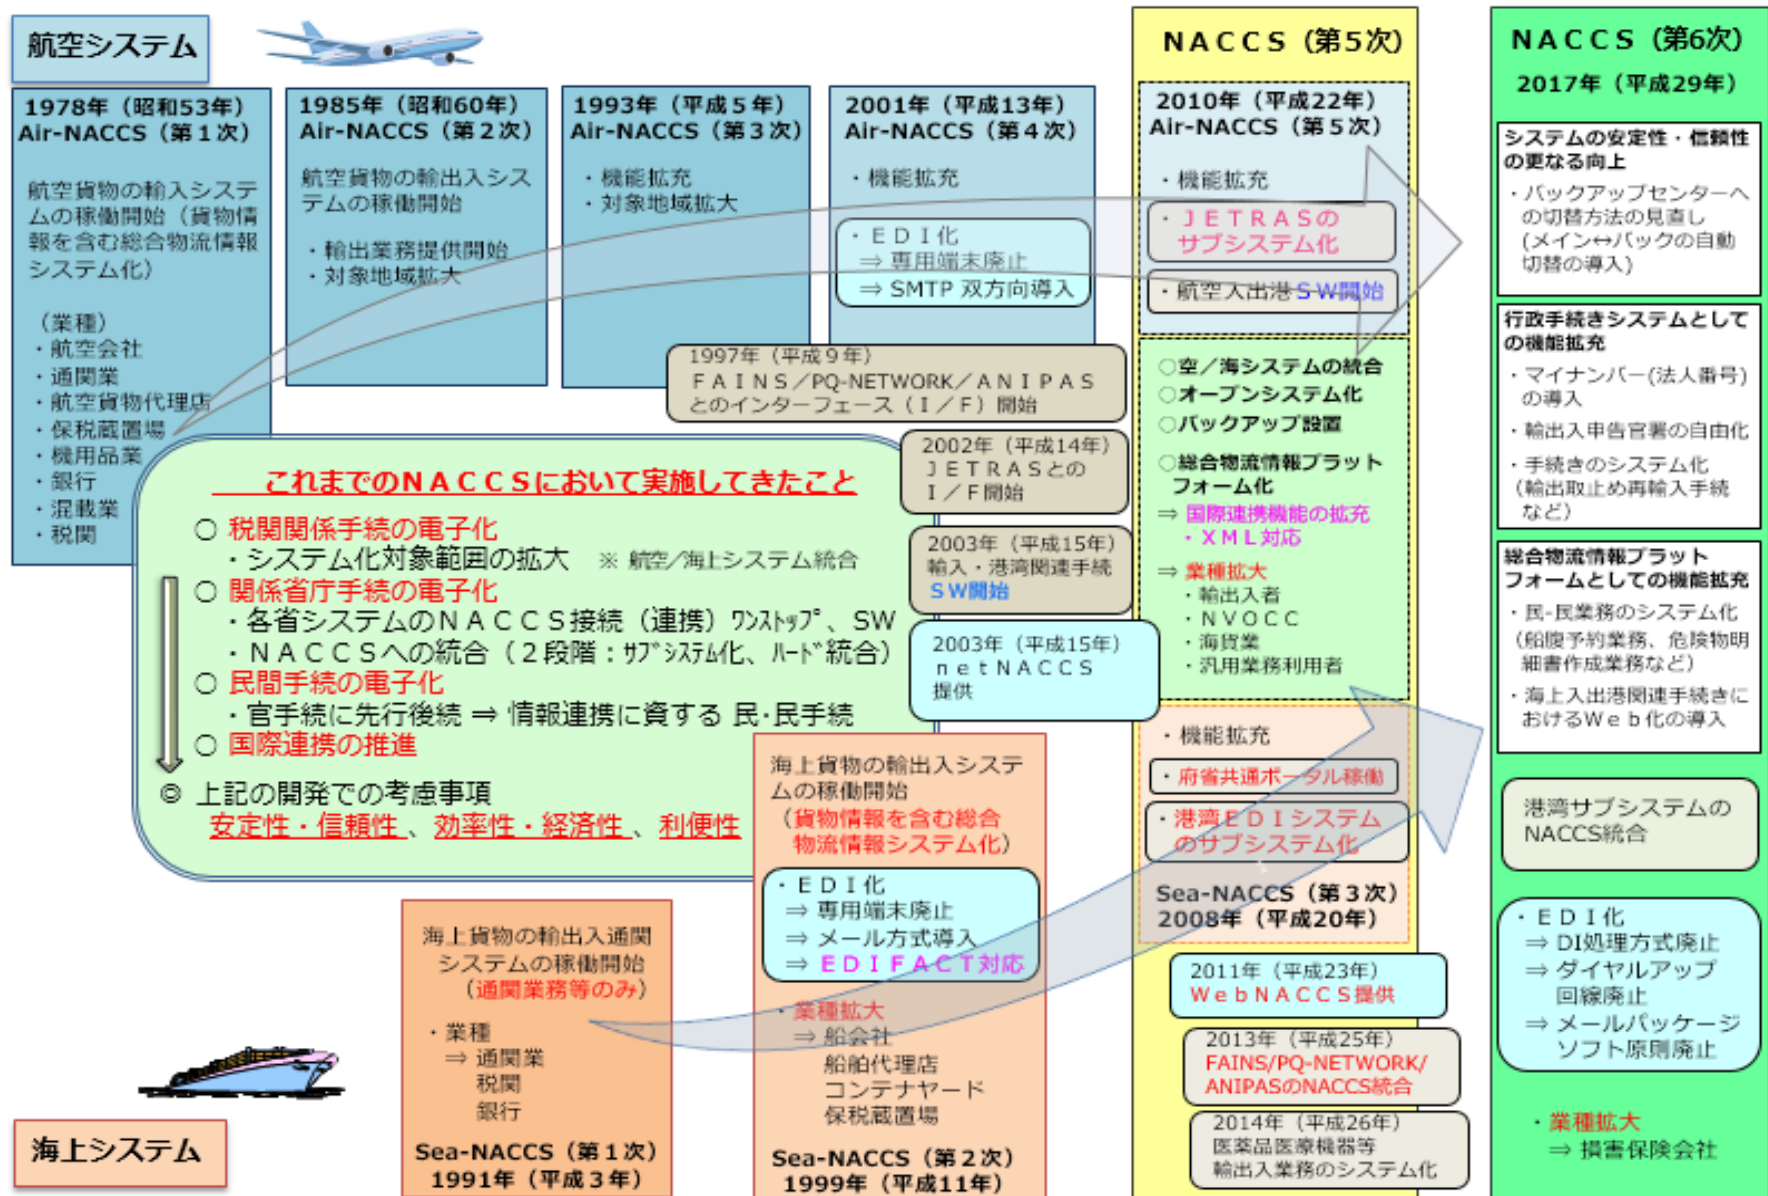 航空システム
1978年（昭和53年）
Air-NACCS（第１次）
航空貨物の輸入システ
ムの稼働開始（貨物情
報を含む総合物流情報
システム化）
（業種）
・航空会社
・通関業
・航空貨物代理店
・保税蔵置場
・機用品業
・銀行
・混載業
・税関
1985年（昭和60年）
Air-NACCS（第２次）
航空貨物の輸出入シス
テムの稼働開始
・輸出業務提供開始
・対象地域拡大
1993年（平成５年）
Air-NACCS（第３次）
・機能拡充
・対象地域拡大
2001年（平成13年）
Air-NACCS（第４次）
・機能拡充
・ＥＤＩ化
⇒ 専用端末廃止
⇒ SMTP 双方向導入
1997年（平成９年）
ＦＡＩＮＳ／PQ-NETWORK／ＡＮＩＰＡＳ
とのインターフェース（Ｉ／Ｆ）開始
2002年（平成14年）
ＪＥＴＲＡＳとの
Ｉ／Ｆ開始
2003年（平成15年）
輸入・港湾関連手続
ＳＷ開始
2003年（平成15年）
ｎｅｔＮＡＣＣＳ
提供
これまでのＮＡＣＣＳにおいて実施してきたこと
○ 税関関係手続の電子化
・システム化対象範囲の拡大　※ 航空／海上システム統合
○ 関係省庁手続の電子化
・各省システムのＮＡＣＣＳ接続（連携）ﾜﾝｽﾄｯﾌﾟ、SW
・ＮＡＣＣＳへの統合（２段階：ｻﾌﾞｼｽﾃﾑ化、ﾊｰﾄﾞ統合）
○ 民間手続の電子化
・官手続に先行後続 ⇒ 情報連携に資する 民･民手続
○ 国際連携の推進
◎ 上記の開発での考慮事項
安定性・信頼性 、効率性・経済性 、利便性
海上システム
海上貨物の輸出入通関
システムの稼働開始
（通関業務等のみ）
・業種
⇒ 通関業
税関
銀行
Sea-NACCS（第１次）
1991年（平成３年）
海上貨物の輸出入システ
ムの稼働開始
（貨物情報を含む総合
物流情報システム化）
・ＥＤＩ化
⇒ 専用端末廃止
⇒ メール方式導入
⇒ ＥＤＩＦＡＣＴ対応
・業種拡大
⇒ 船会社
船舶代理店
コンテナヤード
保税蔵置場
Sea-NACCS（第２次）
1999年（平成11年）
ＮＡＣＣＳ（第５次）
2010年（平成22年）
Air-NACCS（第５次）
・機能拡充
・ＪＥＴＲＡＳの
サブシステム化
・航空入出港ＳＷ開始
○空／海システムの統合
○オープンシステム化
○バックアップ設置
○総合物流情報プラット
フォーム化
⇒ 国際連携機能の拡充
・ＸＭＬ対応
⇒ 業種拡大
・輸出入者
・ＮＶＯＣＣ
・海貨業
・汎用業務利用者
・機能拡充
・府省共通ポータル稼働
・港湾ＥＤＩシステム
のサブシステム化
Sea-NACCS（第３次）
2008年（平成20年）
2011年（平成23年）
ＷｅｂＮＡＣＣＳ提供
2013年（平成25年）
FAINS/PQ-NETWORK/
ANIPASのNACCS統合
2014年（平成26年）
医薬品医療機器等
輸出入業務のシステム化
ＮＡＣＣＳ（第6次）
2017年（平成29年）
システムの安定性・信頼性
の更なる向上
・バックアップセンターへ
の切替方法の見直し
(メイン⇔バックの自動
切替の導入)
行政手続きシステムとして
の機能拡充
・マイナンバー(法人番号)
の導入
・輸出入申告官署の自由化
・手続きのシステム化
（輸出取止め再輸入手続
など）
総合物流情報プラット
フォームとしての機能拡充
・民-民業務のシステム化
（船腹予約業務、危険物明
細書作成業務など）
・海上入出港関連手続きに
おけるＷｅｂ化の導入
港湾サブシステムの
NACCS統合
・ＥＤＩ化
⇒ DI処理方式廃止
⇒ ダイヤルアップ
回線廃止
⇒ メールパッケージ
ソフト原則廃止
・業種拡大
⇒ 損害保険会社